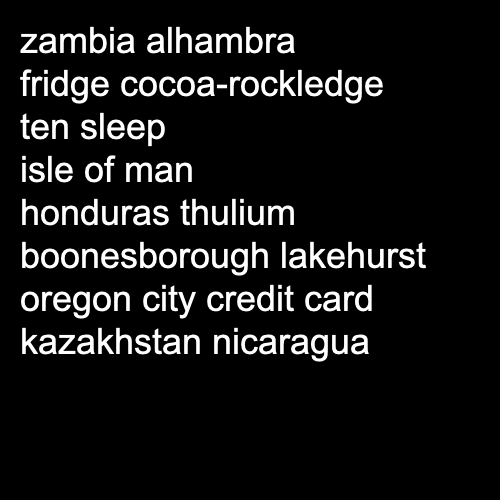 zambia alhambra
fridge cocoa-rockledge
ten sleep
isle of man
honduras thulium
boonesborough lakehurst
oregon city credit card
kazakhstan nicaragua